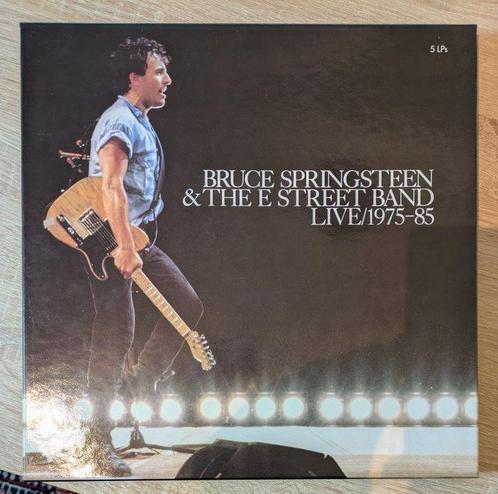 5 LPs
BRUCE SPRINGSTEEN
& THE E STREET BAND
LIVE/1975–85